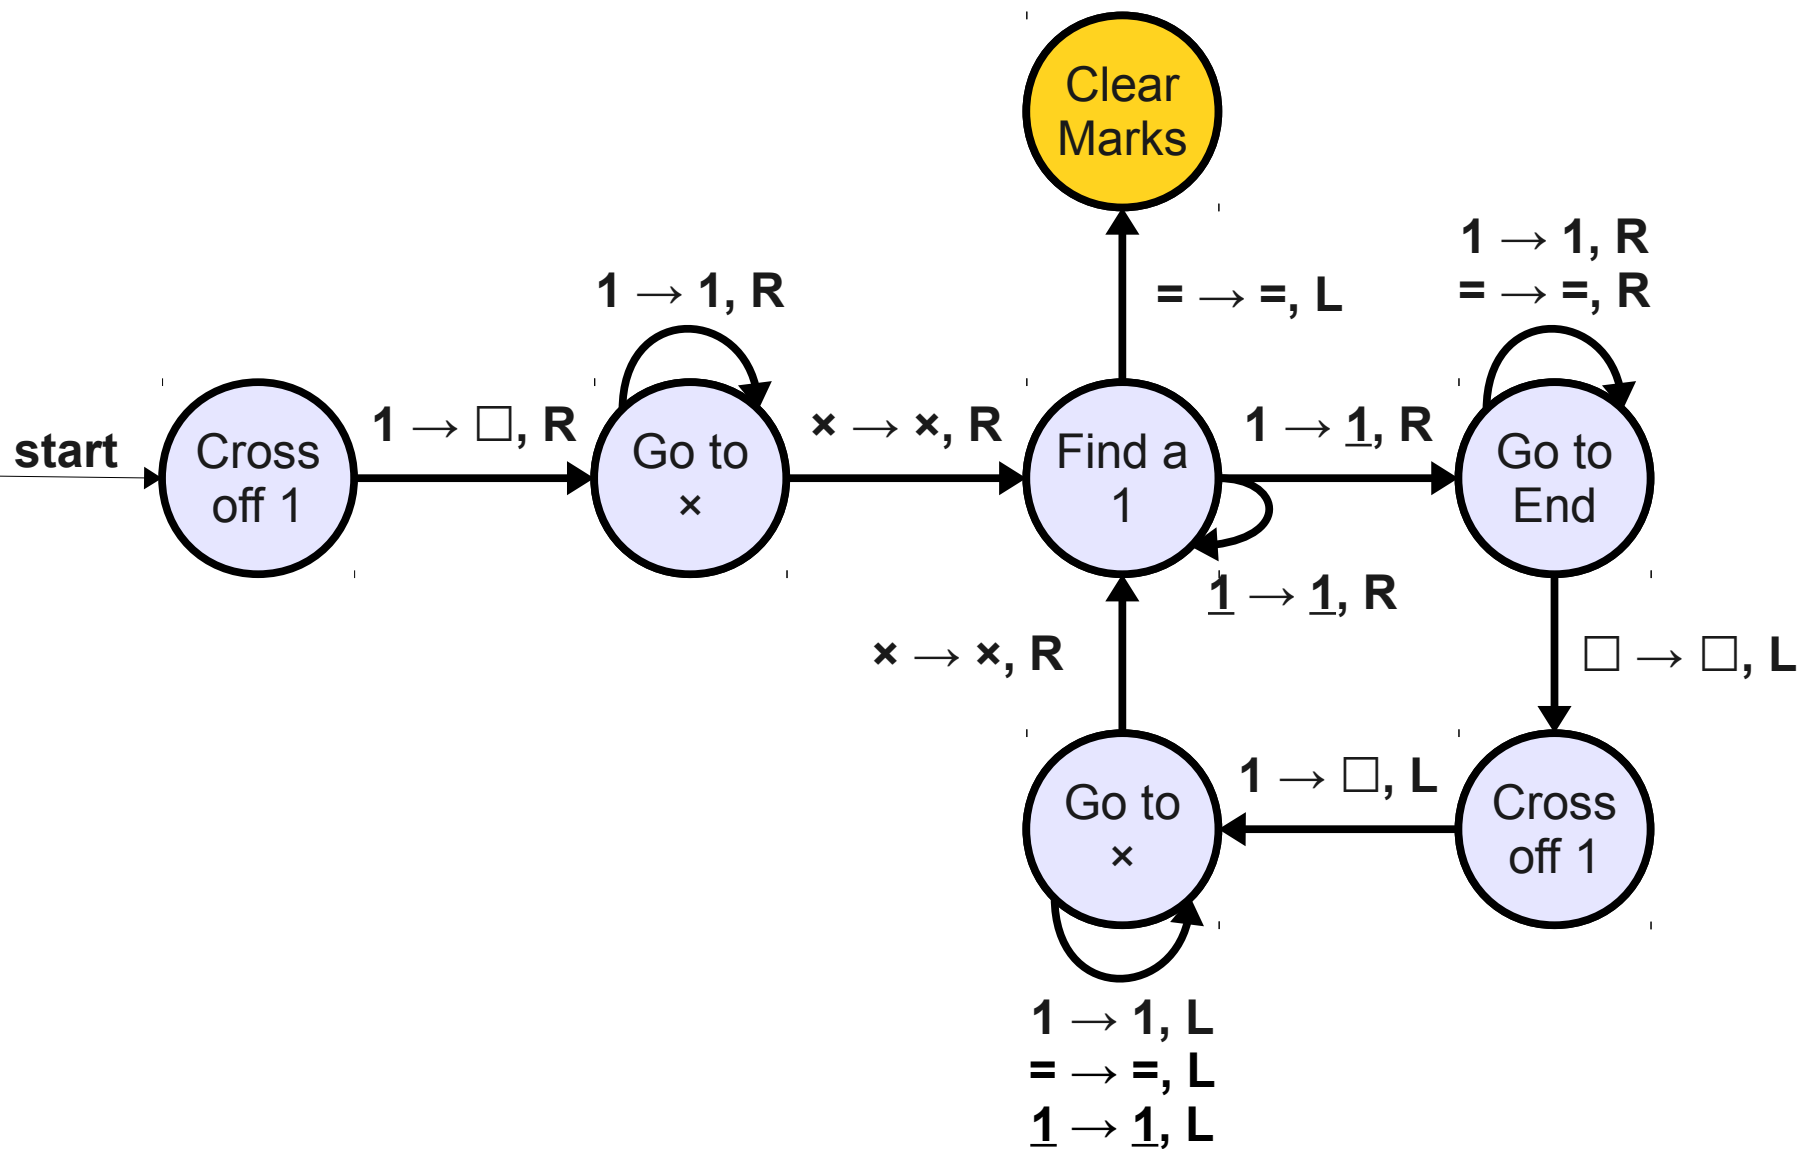 Clear
Marks
1 → 1, R
= → =, R
1 → 1, R
= → =, L
start
Cross
off 1
1 → □, R
Go to
×
× → ×, R
Find a
1
1 → 1̲, R
Go to
End
1̲ → 1̲, R
× → ×, R
□ → □, L
Go to
×
1 → □, L
Cross
off 1
1 → 1, L
= → =, L
1̲ → 1̲, L